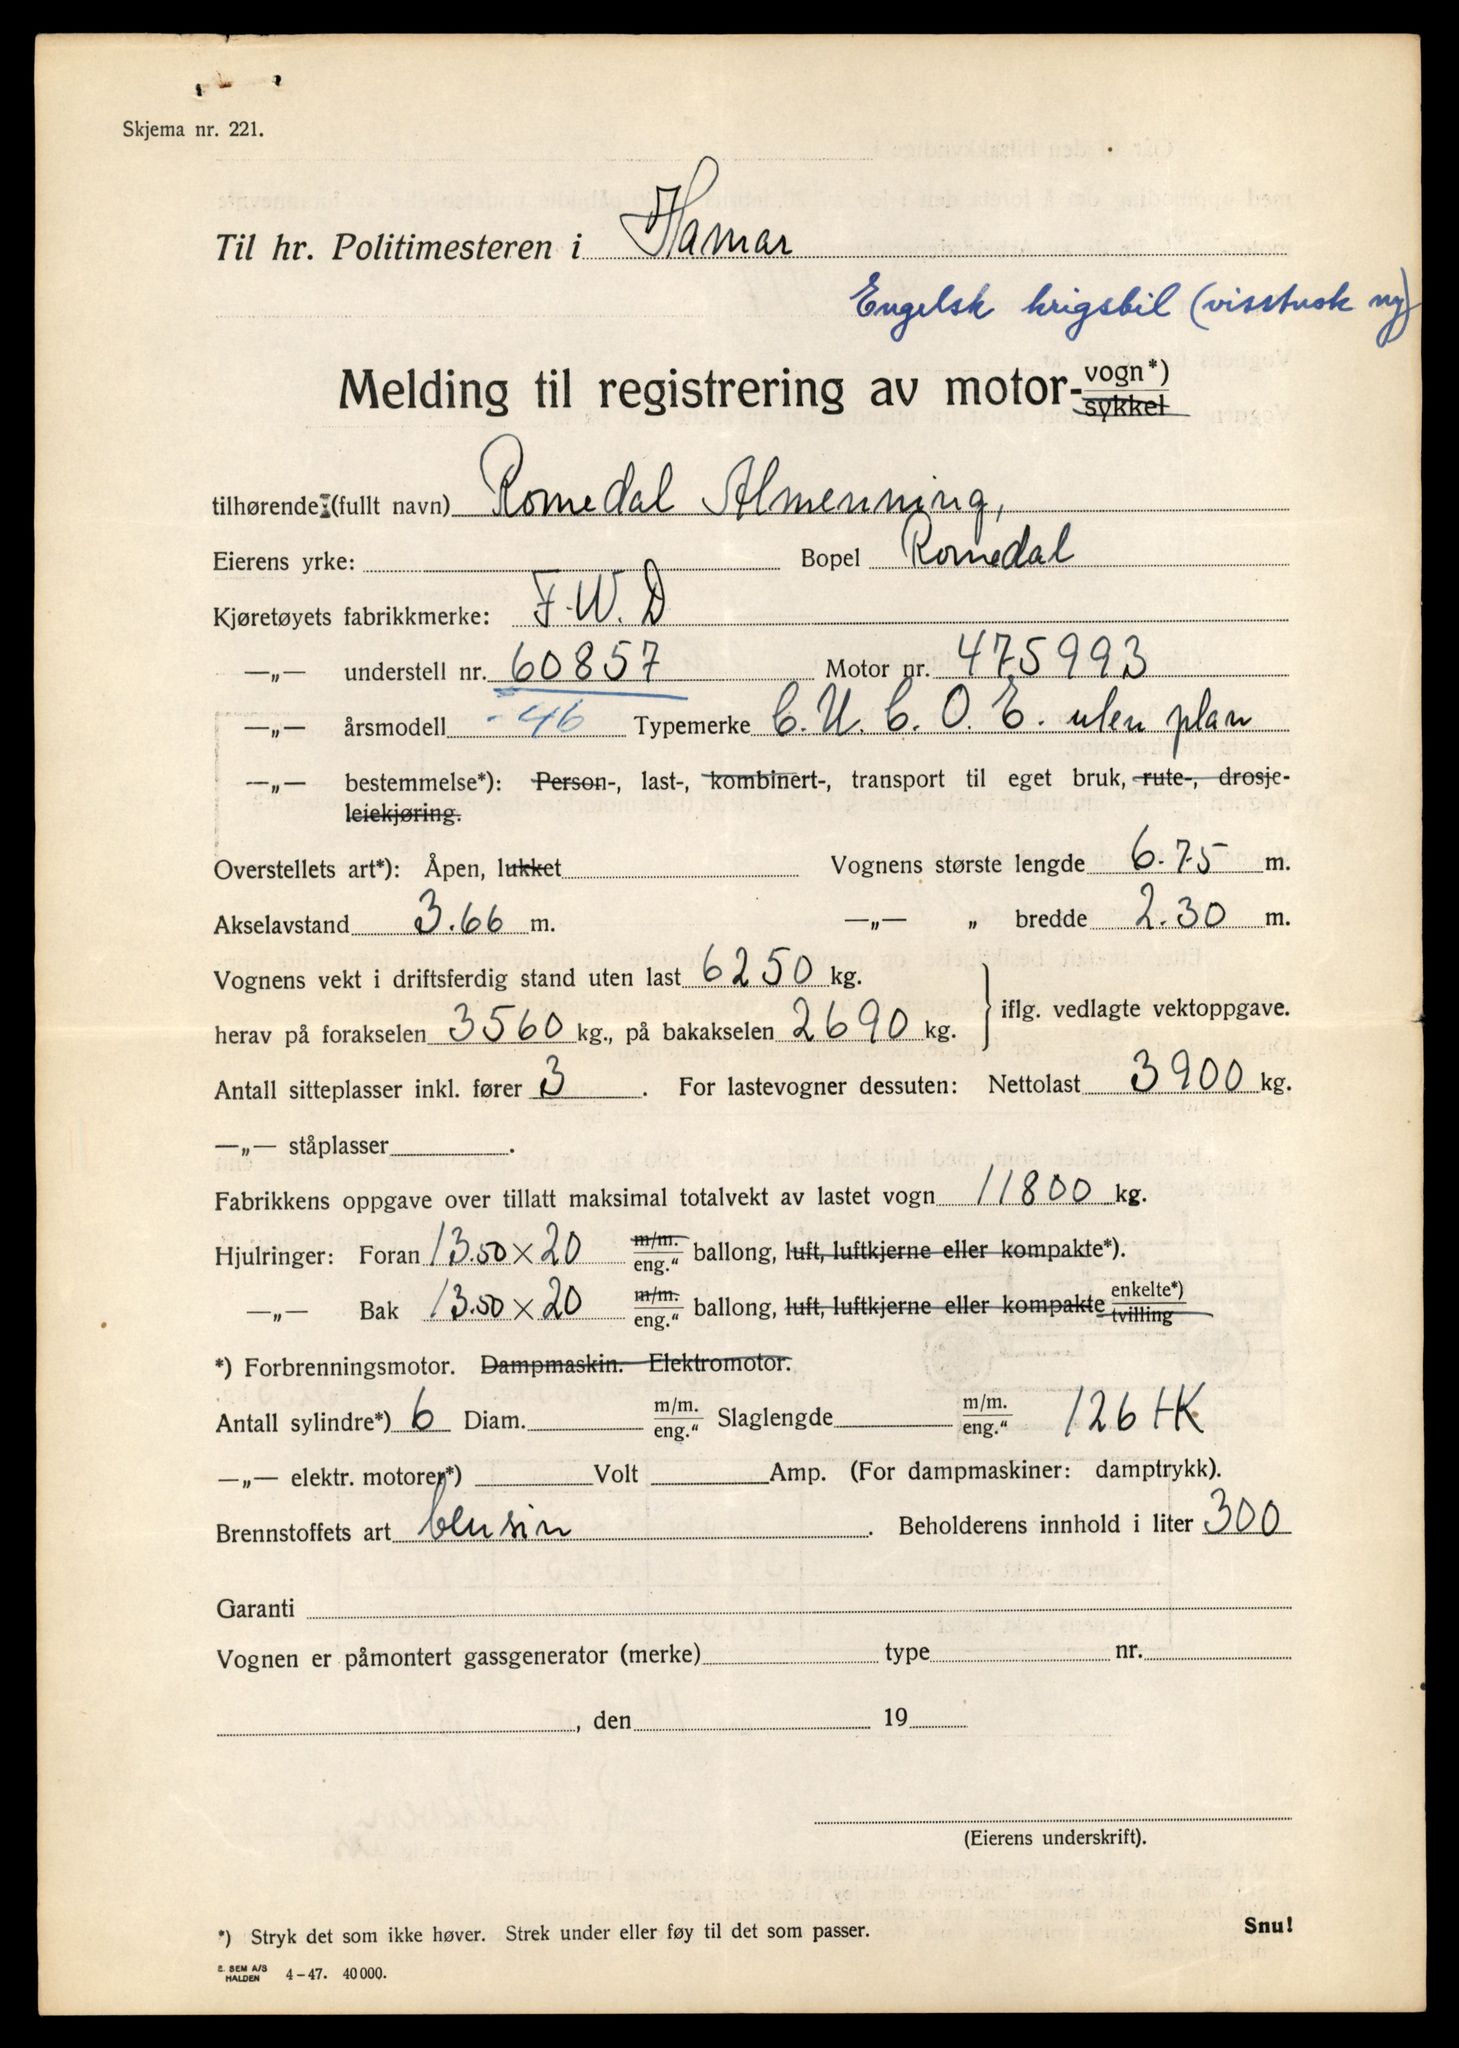 Skjema nr. 221.
Til hr. Politimesteren i Hamar
Engelsk krigsbil (visstnok ny)
Melding til registrering av motor-vogn*)
sykkel
tilhørende: (fullt navn) Romedal Almenning,
Eierens yrke: Bopel Romedal
Kjøretøyets fabrikkmerke: F.W.D
—„— understell nr. 60857 Motor nr. 475993
—„— årsmodell -46 Typemerke C.U.C.O.E. uten plan
—„— bestemmelse*): Person-, last-, kombinert-, transport til eget bruk, rute-, drosje-
leiekjøring.
Overstellets art*): Åpen, lukket Vognens største lengde 6.75 m.
Akselavstand 3.66 m. —„— „ bredde 2.30 m.
Vognens vekt i driftsferdig stand uten last 6250 kg.
herav på forakselen 3560 kg., på bakakselen 2690 kg. } iflg. vedlagte vektoppgave.
Antall sitteplasser inkl. fører 3 . For lastevogner dessuten: Nettolast 3900 kg.
—„— ståplasser .
Fabrikkens oppgave over tillatt maksimal totalvekt av lastet vogn 11800 kg.
Hjulringer: Foran 13.50 × 20 m/m. eng.“ ballong, luft, luftkjerne eller kompakte*).
—„— Bak 13.50 × 20 m/m. eng.“ ballong, luft, luftkjerne eller kompakte enkelte*) tvilling
*) Forbrenningsmotor. Dampmaskin. Elektromotor.
Antall sylindre*) 6 Diam. m/m. eng.“ Slaglengde m/m. eng.“ 126 HK
—„— elektr. motorer*) Volt Amp. (For dampmaskiner: damptrykk).
Brennstoffets art bensin . Beholderens innhold i liter 300
Garanti
Vognen er påmontert gassgenerator (merke) type nr.
, den 19
(Eierens underskrift).
*) Stryk det som ikke høver. Strek under eller føy til det som passer.
Snu!
E. SEM A/S
HALDEN 4-47. 40000.